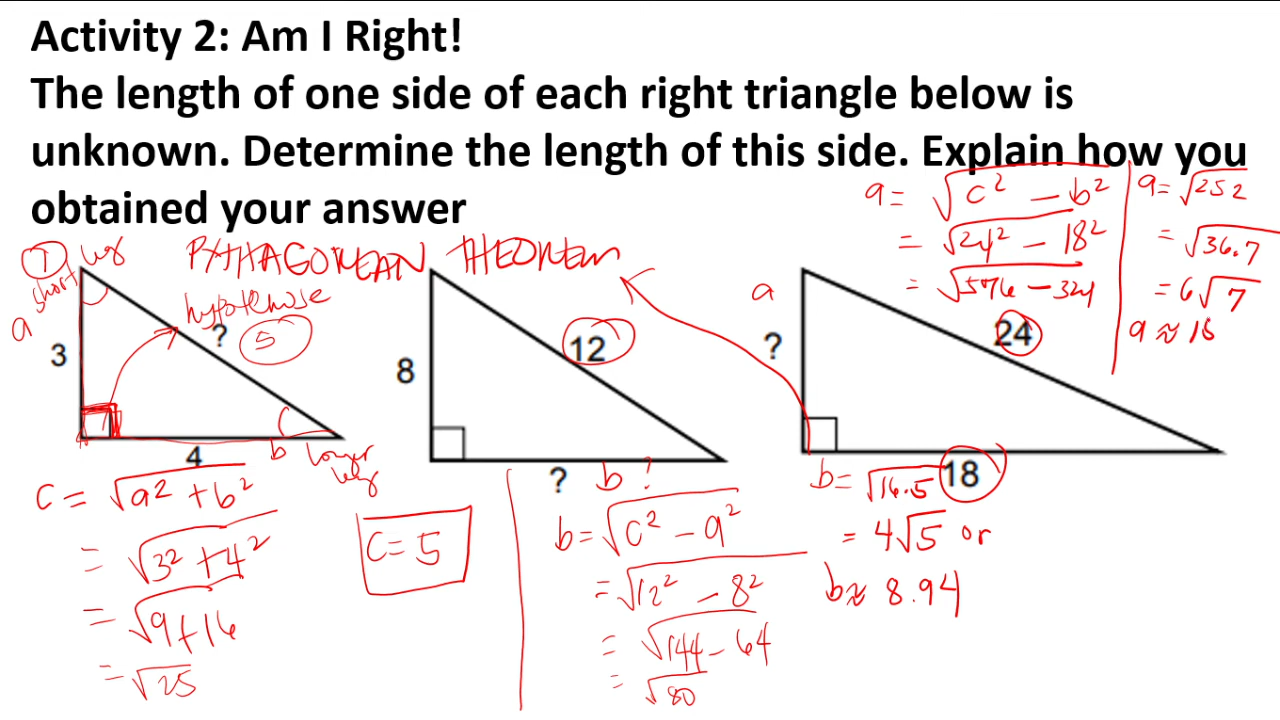 Activity 2: Am I Right!
The length of one side of each right triangle below is
unknown. Determine the length of this side. Explain how you
obtained your answer
PYTHAGOREAN THEOREM
1
leg
short
a
3
hypotenuse
?
5
4
b
longer
leg
c = √a² + b²
= √3² + 4²
= √9 + 16
= √25
c = 5
8
12
? b ?
b = √c² - a²
= √12² - 8²
= √144 - 64
= √80
b = √16·5
= 4√5 or
b ≈ 8.94
a
?
24
18
a = √c² - b²
= √24² - 18²
= √576 - 324
a = √252
= √36·7
= 6√7
a ≈ 16